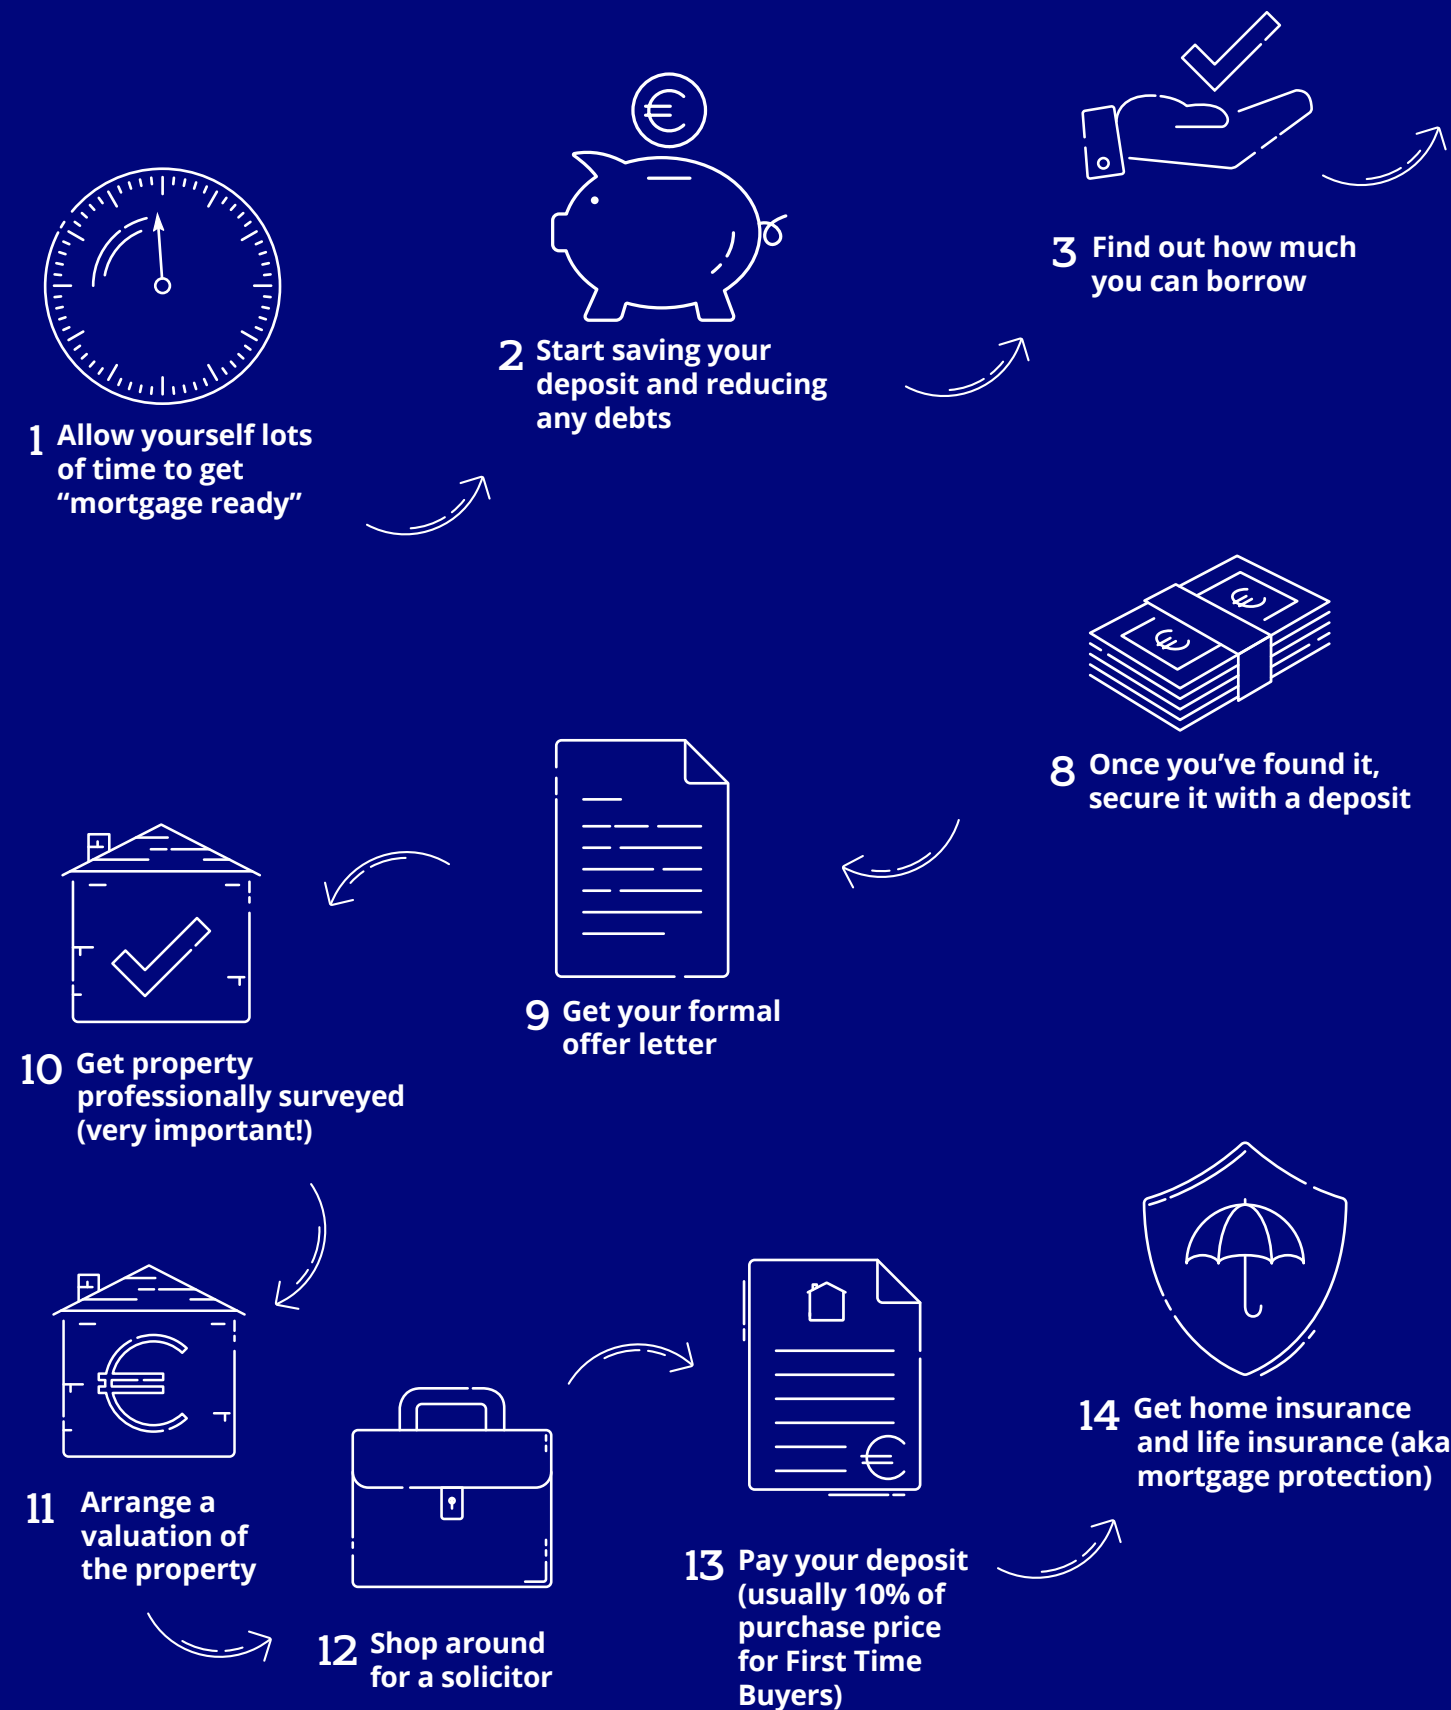 1 Allow yourself lots
of time to get
“mortgage ready”
2 Start saving your
deposit and reducing
any debts
3 Find out how much
you can borrow
8 Once you’ve found it,
secure it with a deposit
9 Get your formal
offer letter
10 Get property
professionally surveyed
(very important!)
11 Arrange a
valuation of
the property
12 Shop around
for a solicitor
13 Pay your deposit
(usually 10% of
purchase price
for First Time
Buyers)
14 Get home insurance
and life insurance (aka
mortgage protection)